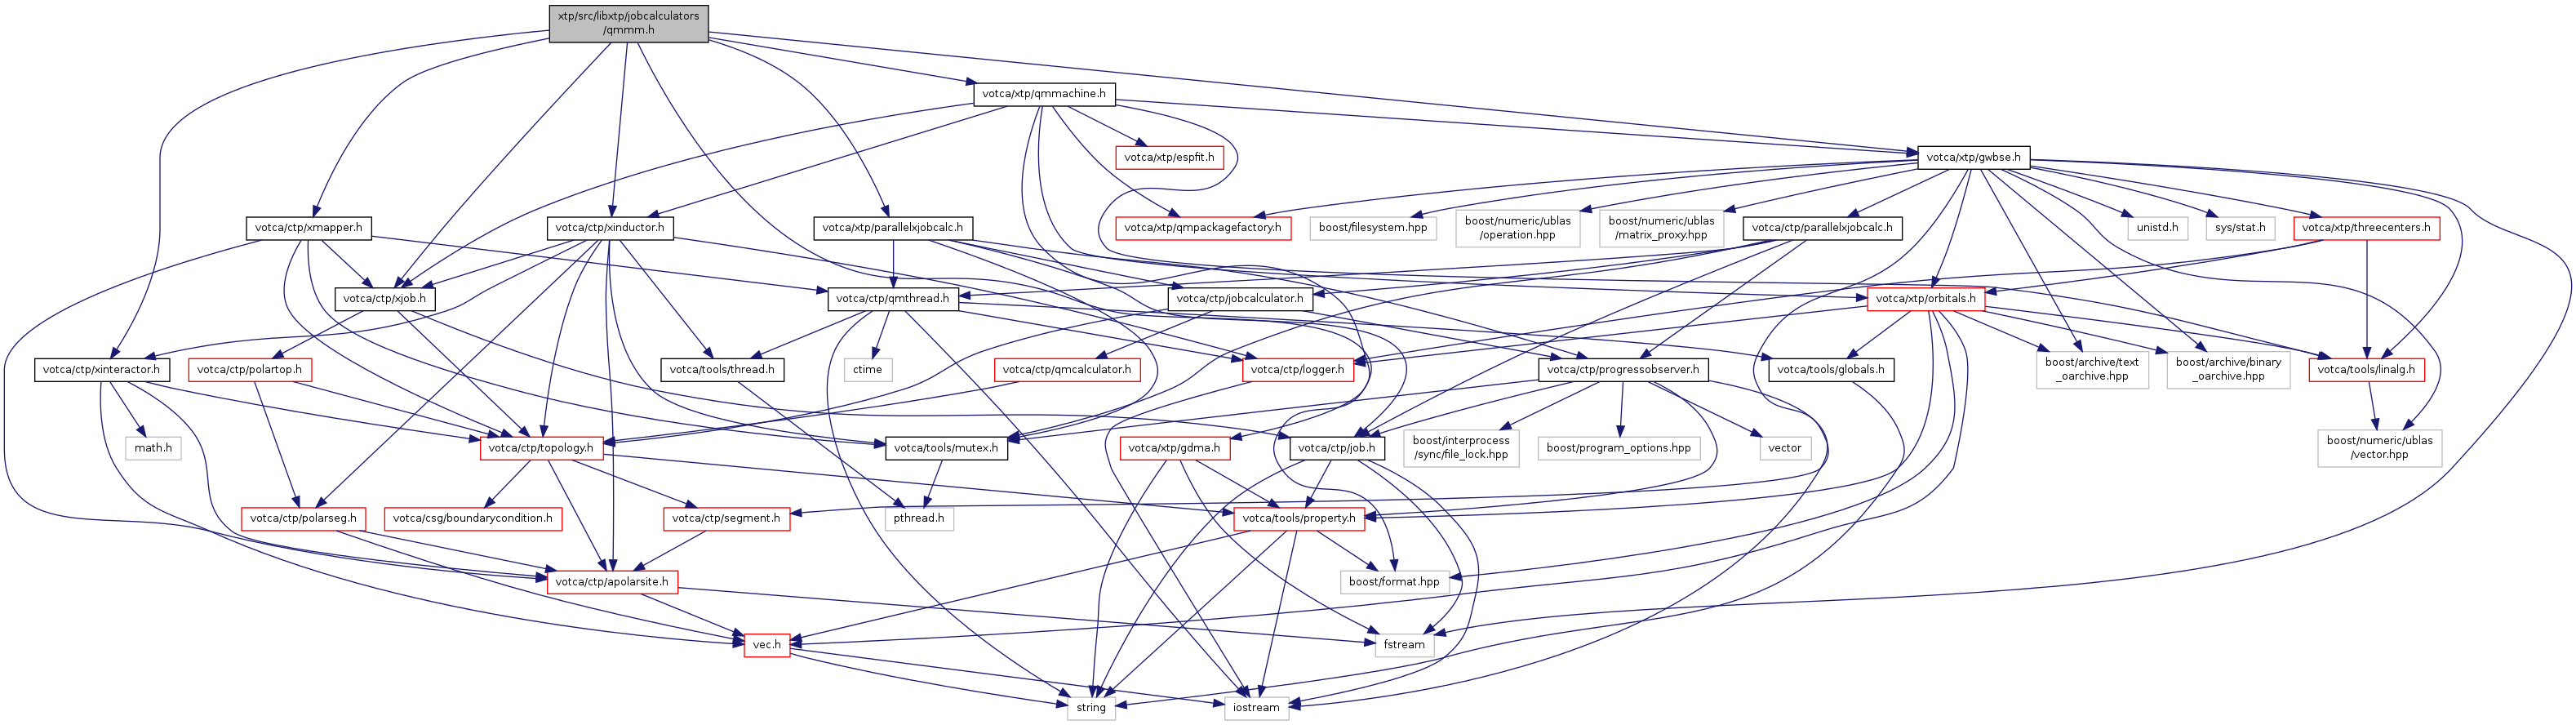 xtp/src/libxtp/jobcalculators
/qmmm.h
votca/xtp/qmmachine.h
votca/xtp/espfit.h
votca/xtp/gwbse.h
votca/ctp/xmapper.h
votca/ctp/xinductor.h
votca/xtp/parallelxjobcalc.h
votca/xtp/qmpackagefactory.h
boost/filesystem.hpp
boost/numeric/ublas
/operation.hpp
boost/numeric/ublas
/matrix_proxy.hpp
votca/ctp/parallelxjobcalc.h
unistd.h
sys/stat.h
votca/xtp/threecenters.h
votca/ctp/xjob.h
votca/ctp/qmthread.h
votca/ctp/jobcalculator.h
votca/xtp/orbitals.h
votca/ctp/xinteractor.h
votca/ctp/polartop.h
votca/tools/thread.h
ctime
votca/ctp/qmcalculator.h
votca/ctp/logger.h
votca/ctp/progressobserver.h
votca/tools/globals.h
boost/archive/text
_oarchive.hpp
boost/archive/binary
_oarchive.hpp
votca/tools/linalg.h
math.h
votca/ctp/topology.h
votca/tools/mutex.h
votca/xtp/gdma.h
votca/ctp/job.h
boost/interprocess
/sync/file_lock.hpp
boost/program_options.hpp
vector
boost/numeric/ublas
/vector.hpp
votca/ctp/polarseg.h
votca/csg/boundarycondition.h
votca/ctp/segment.h
pthread.h
votca/tools/property.h
votca/ctp/apolarsite.h
boost/format.hpp
vec.h
fstream
string
iostream